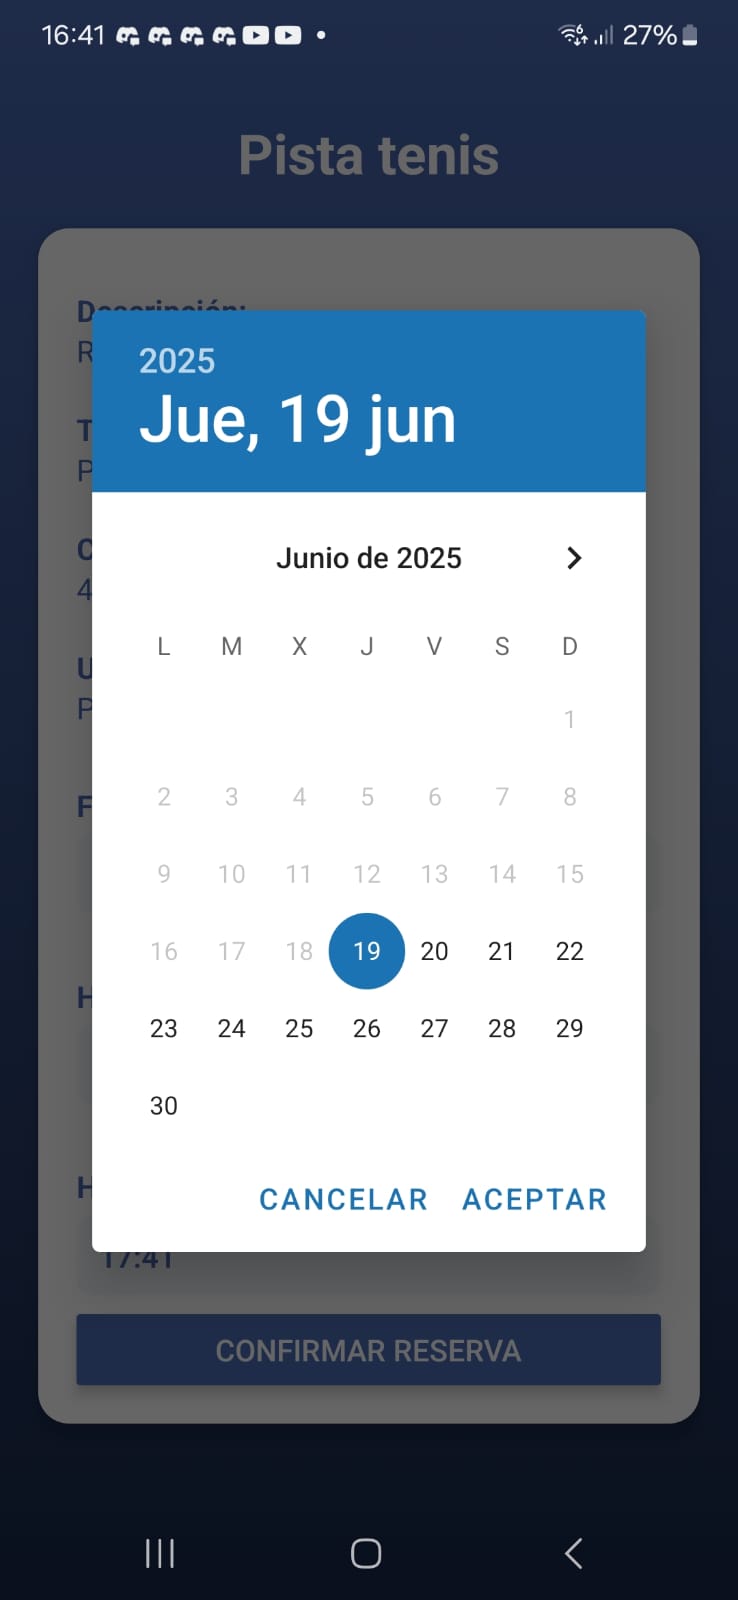 16:41 27%
Pista tenis
Descripción:
R
2025
Jue, 19 jun
T
P
Junio de 2025
C
4
L M X J V S D
U
P
1
2 3 4 5 6 7 8
F
9 10 11 12 13 14 15
16 17 18 19 20 21 22
H
23 24 25 26 27 28 29
30
H
CANCELAR ACEPTAR
17:41
CONFIRMAR RESERVA